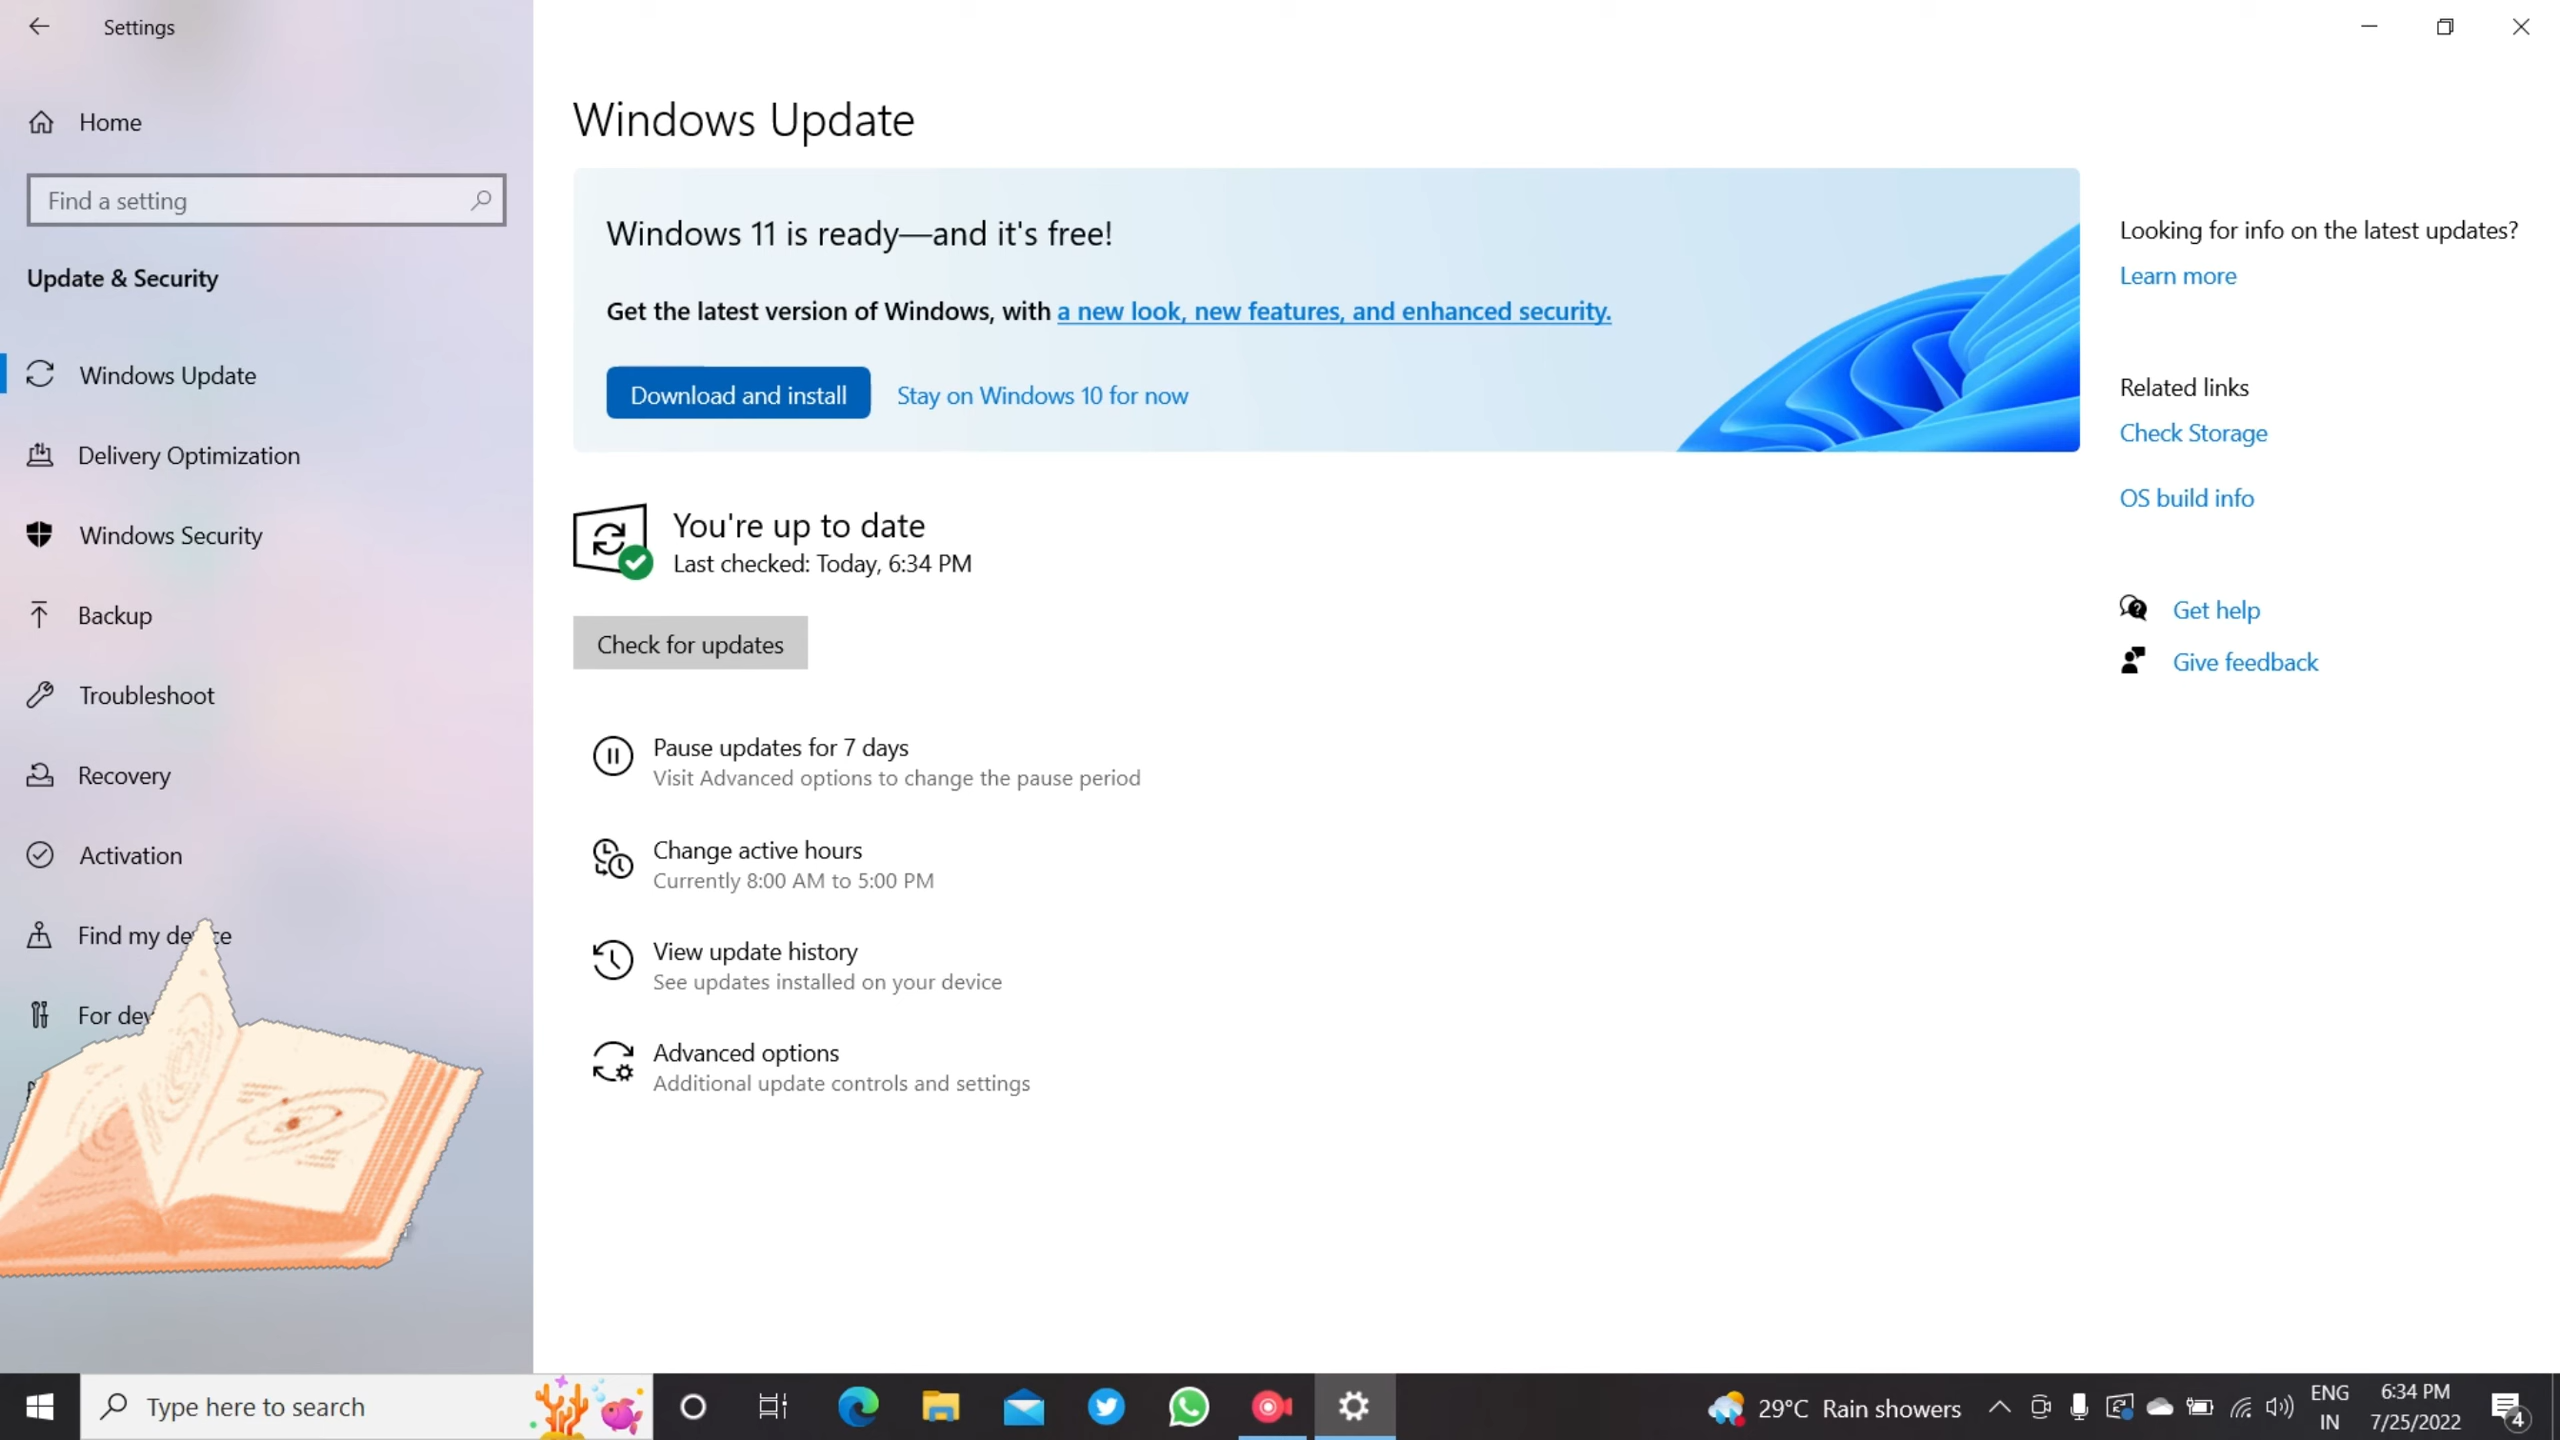 Settings
Home
Find a setting
Update & Security
Windows Update
Delivery Optimization
Windows Security
Backup
Troubleshoot
Recovery
Activation
Find my device
For dev
Windows Update
Windows 11 is ready—and it's free!
Get the latest version of Windows, with a new look, new features, and enhanced security.
Download and install
Stay on Windows 10 for now
You're up to date
Last checked: Today, 6:34 PM
Check for updates
Pause updates for 7 days
Visit Advanced options to change the pause period
Change active hours
Currently 8:00 AM to 5:00 PM
View update history
See updates installed on your device
Advanced options
Additional update controls and settings
Looking for info on the latest updates?
Learn more
Related links
Check Storage
OS build info
Get help
Give feedback
Type here to search
29°C Rain showers
ENG
IN
6:34 PM
7/25/2022
4